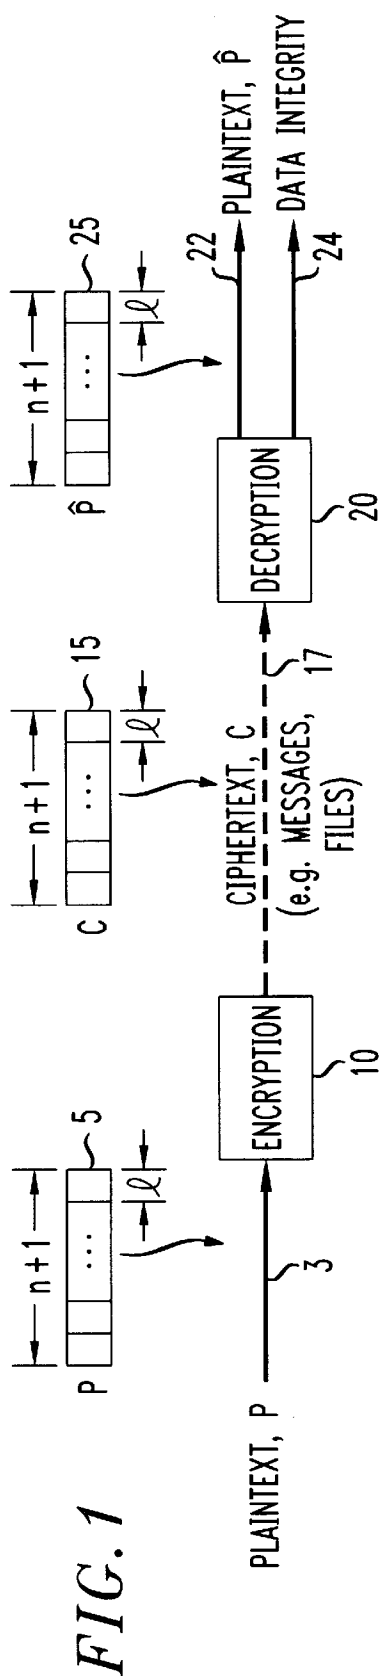 FIG. 1
n+1
P
5
ℓ
PLAINTEXT, P
3
ENCRYPTION
10
n+1
C
15
ℓ
CIPHERTEXT, C
(e.g. MESSAGES,
FILES)
17
DECRYPTION
20
n+1
P̂
25
ℓ
22
PLAINTEXT, P̂
24
DATA INTEGRITY
...
...
...